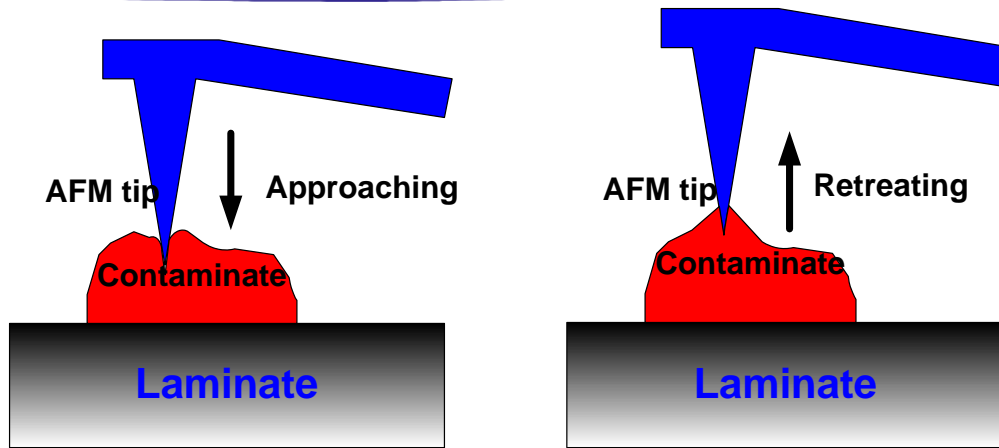 AFM tip
Approaching
Contaminate
Laminate
AFM tip
Retreating
Contaminate
Laminate